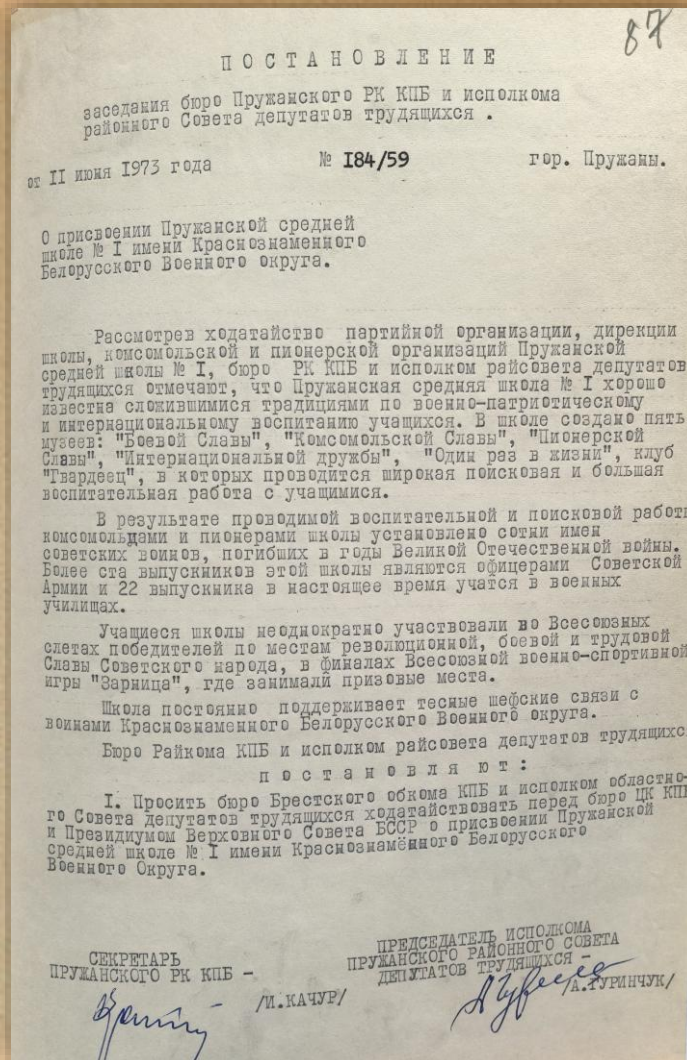 87
ПОСТАНОВЛЕНИЕ
заседания бюро Пружанского РК КПБ и исполкома
районного Совета депутатов трудящихся .
от II июня 1973 года № I84/59 гор. Пружаны.
О присвоении Пружанской средней
школе № I имени Краснознаменного
Белорусского Военного округа.
Рассмотрев ходатайство партийной организации, дирекции
школы, комсомольской и пионерской организаций Пружанской
средней школы № I, бюро РК КПБ и исполком райсовета депутатов
трудящихся отмечают, что Пружанская средняя школа № I хорошо
известна сложившимися традициями по военно-патриотическому
и интернациональному воспитанию учащихся. В школе создано пять
музеев: "Боевой Славы", "Комсомольской Славы", "Пионерской
Славы", "Интернациональной дружбы", "Один раз в жизни", клуб
"Гвардеец", в которых проводится широкая поисковая и большая
воспитательная работа с учащимися.
В результате проводимой воспитательной и поисковой работы
комсомольцами и пионерами школы установлено сотни имен
советских воинов, погибших в годы Великой Отечественной войны.
Более ста выпускников этой школы являются офицерами Советской
Армии и 22 выпускника в настоящее время учатся в военных
училищах.
Учащиеся школы неоднократно участвовали во Всесоюзных
слетах победителей по местам революционной, боевой и трудовой
Славы Советского народа, в финалах Всесоюзной военно-спортивной
игры "Зарница", где занимали призовые места.
Школа постоянно поддерживает тесные шефские связи с
воинами Краснознаменного Белорусского Военного округа.
Бюро Райкома КПБ и исполком райсовета депутатов трудящихс
постановляют:
I. Просить бюро Брестского обкома КПБ и исполком областно-
го Совета депутатов трудящихся ходатайствовать перед бюро ЦК КПБ
и Президиумом Верховного Совета БССР о присвоении Пружанской
средней школе № I имени Краснознамённого Белорусского
Военного Округа.
СЕКРЕТАРЬ
ПРУЖАНСКОГО РК КПБ -
/И.КАЧУР/
ПРЕДСЕДАТЕЛЬ ИСПОЛКОМА
ПРУЖАНСКОГО РАЙОННОГО СОВЕТА
ДЕПУТАТОВ ТРУДЯЩИХСЯ -
/А.ГУРИНЧУК/